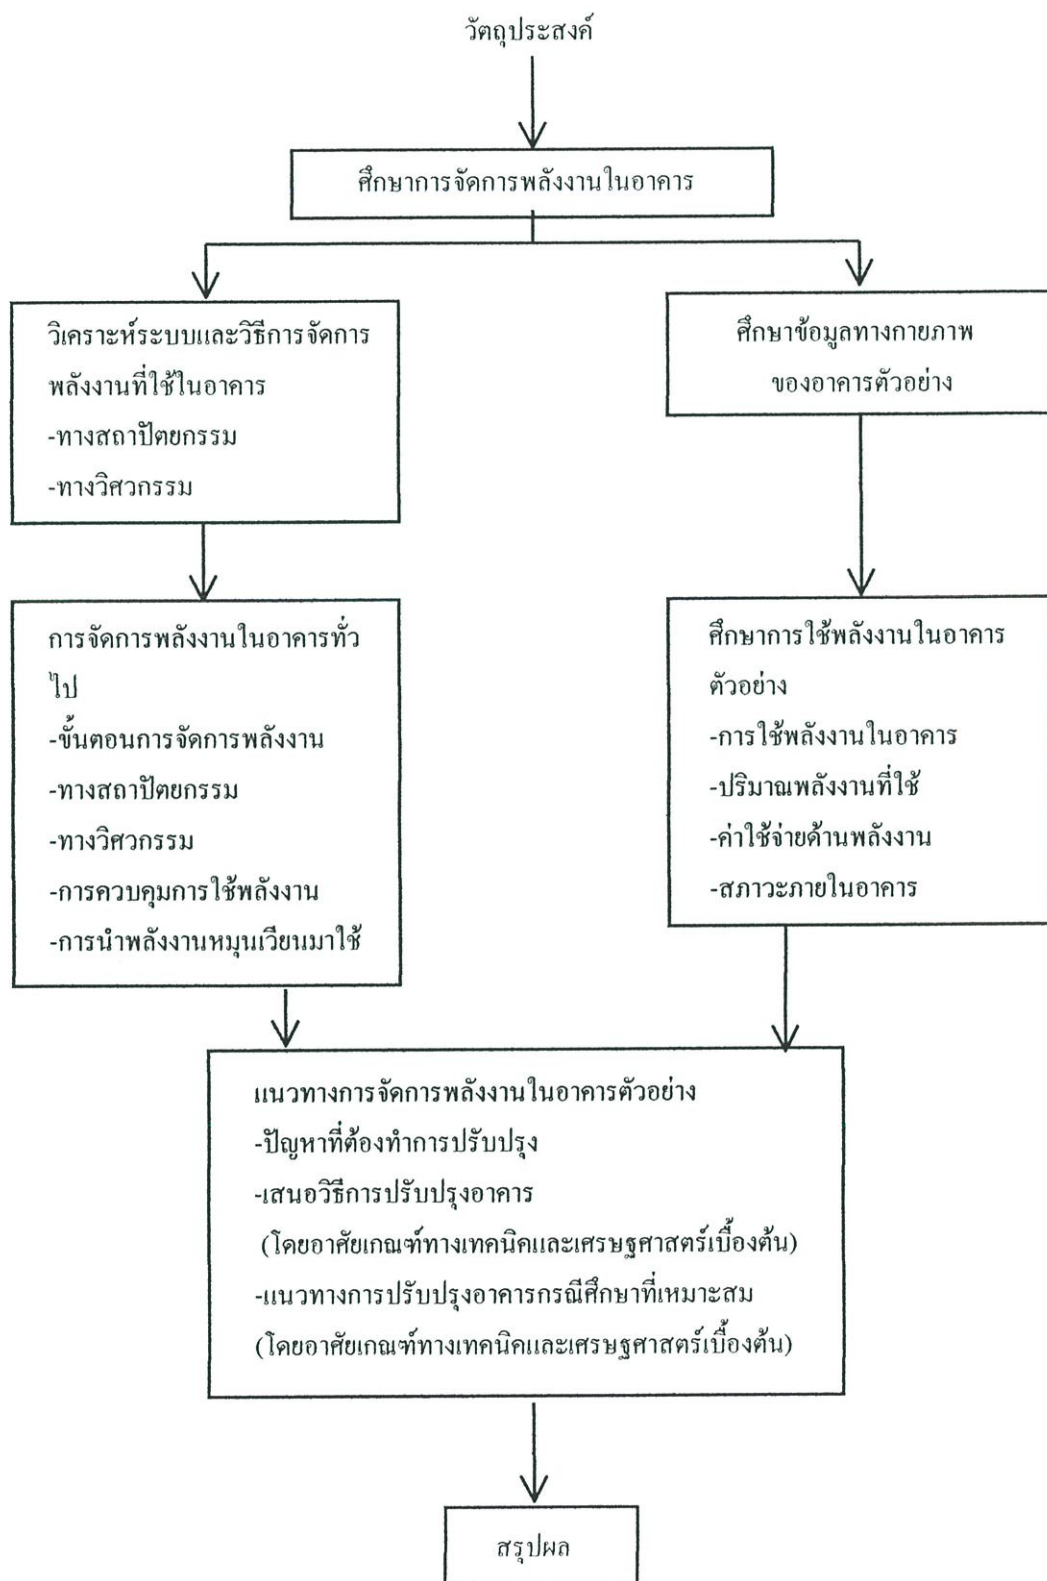 วัตถุประสงค์
ศึกษาการจัดการพลังงานในอาคาร
วิเคราะห์ระบบและวิธีการจัดการ
พลังงานที่ใช้ในอาคาร
-ทางสถาปัตยกรรม
-ทางวิศวกรรม
ศึกษาข้อมูลทางกายภาพ
ของอาคารตัวอย่าง
การจัดการพลังงานในอาคารทั่ว
ไป
-ขั้นตอนการจัดการพลังงาน
-ทางสถาปัตยกรรม
-ทางวิศวกรรม
-การควบคุมการใช้พลังงาน
-การนำพลังงานหมุนเวียนมาใช้
ศึกษาการใช้พลังงานในอาคาร
ตัวอย่าง
-การใช้พลังงานในอาคาร
-ปริมาณพลังงานที่ใช้
-ค่าใช้จ่ายด้านพลังงาน
-สภาวะภายในอาคาร
แนวทางการจัดการพลังงานในอาคารตัวอย่าง
-ปัญหาที่ต้องทำการปรับปรุง
-เสนอวิธีการปรับปรุงอาคาร
(โดยอาศัยเกณฑ์ทางเทคนิคและเศรษฐศาสตร์เบื้องต้น)
-แนวทางการปรับปรุงอาคารกรณีศึกษาที่เหมาะสม
(โดยอาศัยเกณฑ์ทางเทคนิคและเศรษฐศาสตร์เบื้องต้น)
สรุปผล